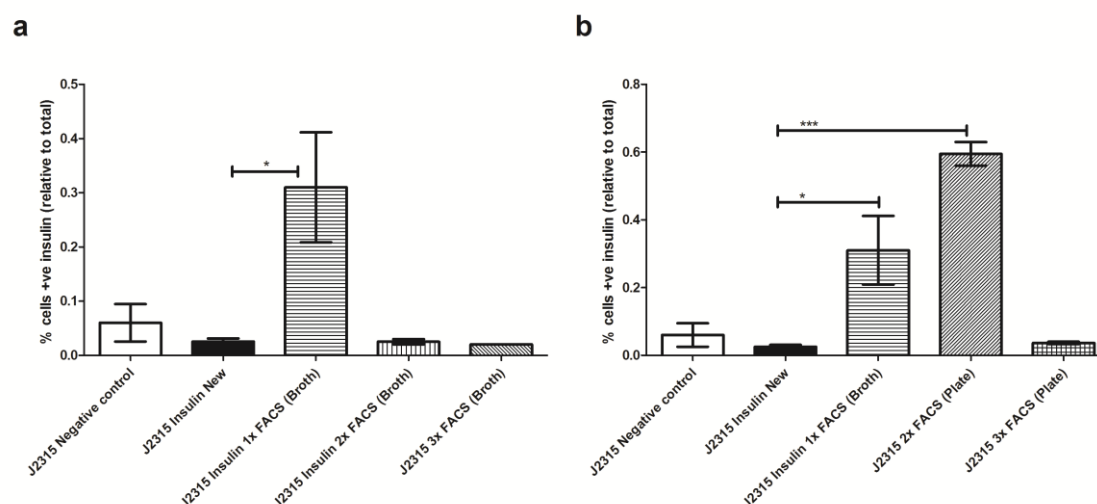 a
% cells +ve insulin (relative to total)
0.5
0.4
0.3
0.2
0.1
0.0
*
J2315 Negative control
J2315 Insulin New
J2315 Insulin 1x FACS (Broth)
J2315 Insulin 2x FACS (Broth)
J2315 3x FACS (Broth)
b
% cells +ve insulin (relative to total)
0.8
0.6
0.4
0.2
0.0
***
*
J2315 Negative control
J2315 Insulin New
J2315 Insulin 1x FACS (Broth)
J2315 2x FACS (Plate)
J2315 3x FACS (Plate)